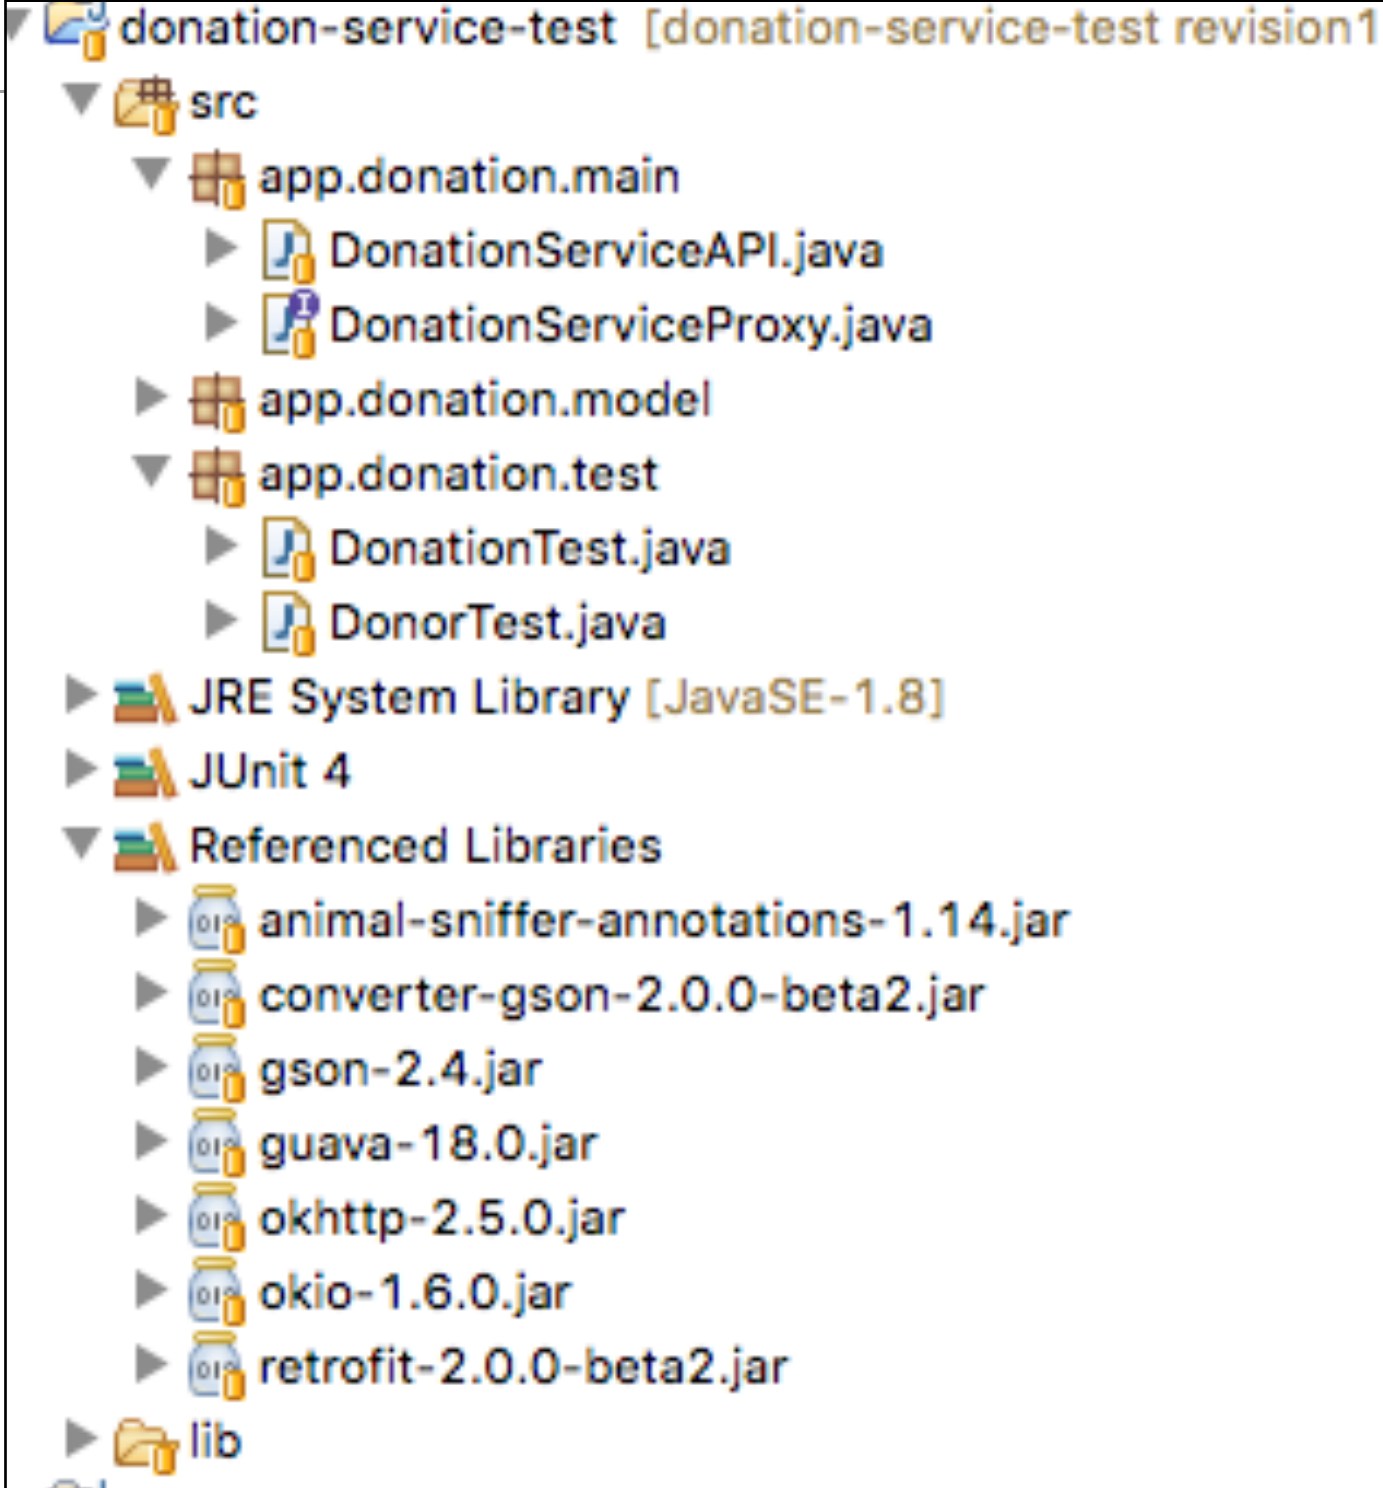 donation-service-test [donation-service-test revision1
src
app.donation.main
DonationServiceAPI.java
DonationServiceProxy.java
app.donation.model
app.donation.test
DonationTest.java
DonorTest.java
JRE System Library [JavaSE-1.8]
JUnit 4
Referenced Libraries
animal-sniffer-annotations-1.14.jar
converter-gson-2.0.0-beta2.jar
gson-2.4.jar
guava-18.0.jar
okhttp-2.5.0.jar
okio-1.6.0.jar
retrofit-2.0.0-beta2.jar
lib